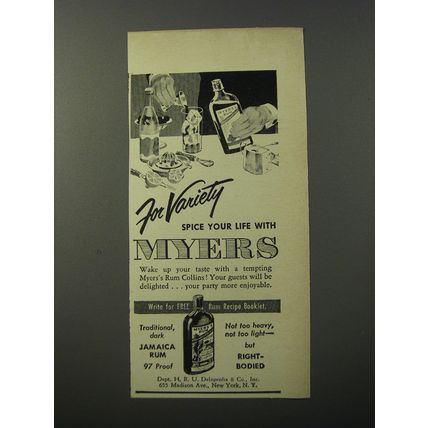 For Variety
SPICE YOUR LIFE WITH
MYERS
Wake up your taste with a tempting
Myers's Rum Collins! Your guests will be
delighted . . . your party more enjoyable.
Write for FREE Rum Recipe Booklet.
Traditional,
dark
JAMAICA
RUM
97 Proof
MYERS'S
Not too heavy,
not too light—
but
RIGHT-
BODIED
Dept. H, R. U. Delapenha & Co., Inc.
655 Madison Ave., New York, N. Y.